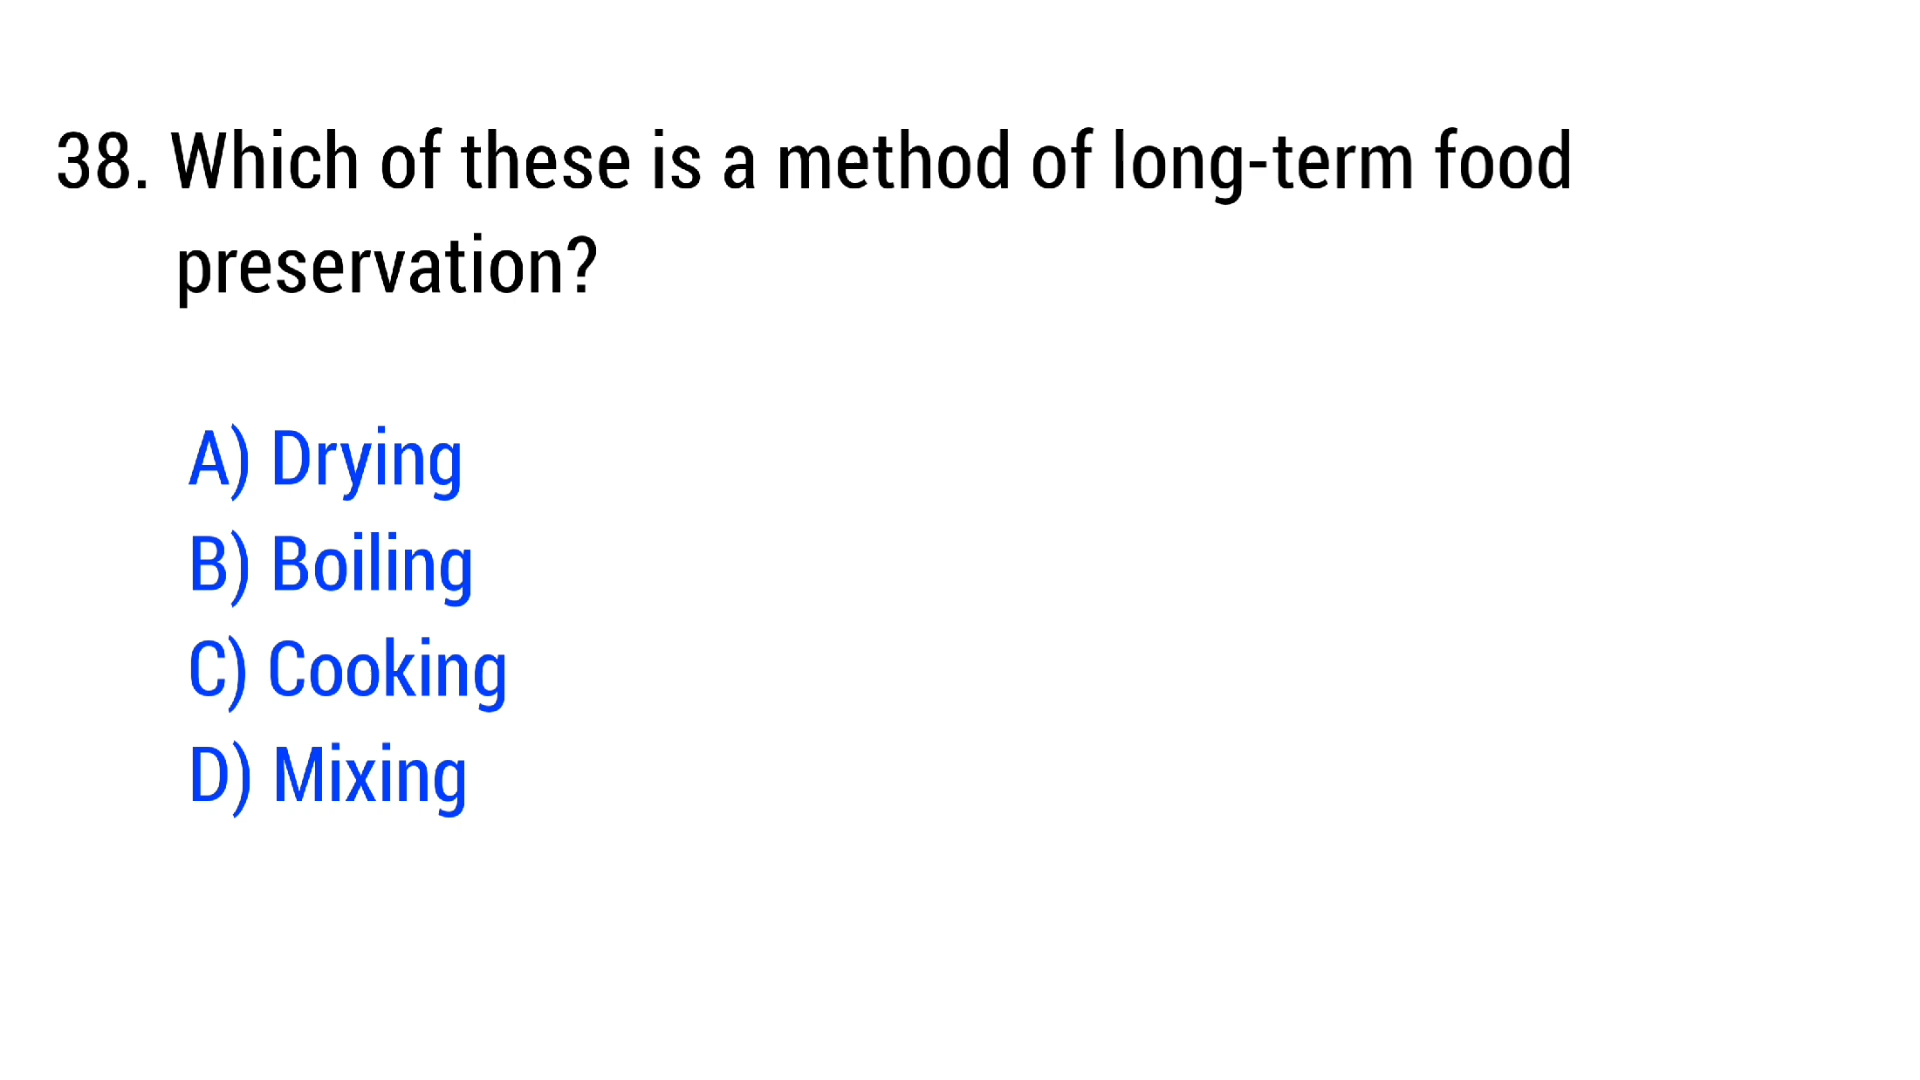 38. Which of these is a method of long-term food
preservation?
A) Drying
B) Boiling
C) Cooking
D) Mixing